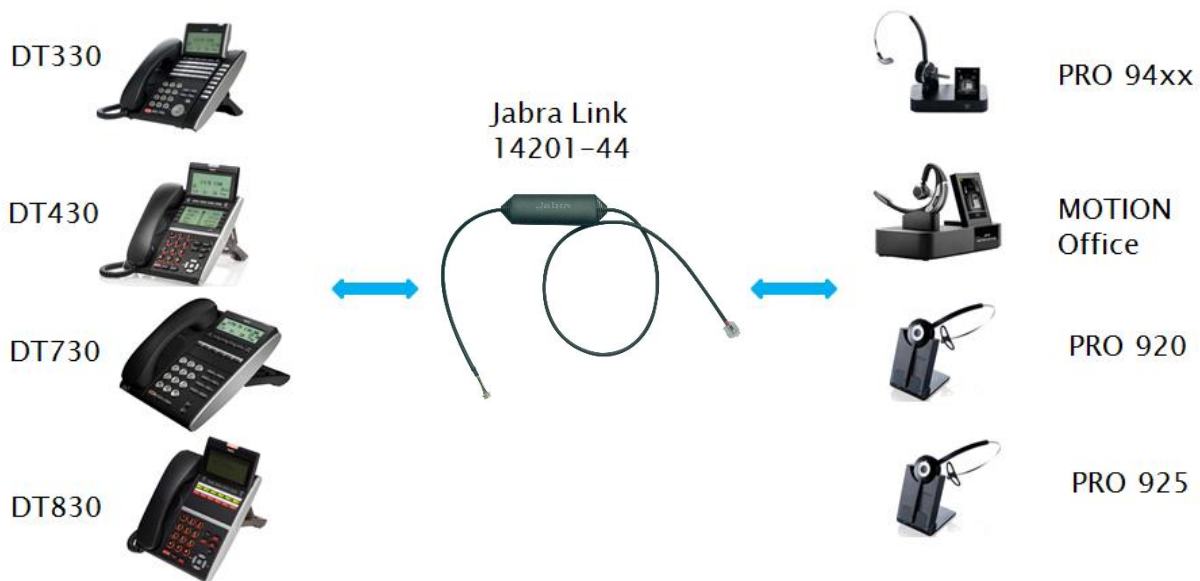 DT330
DT430
DT730
DT830
Jabra Link
14201-44
Jabra
PRO 94xx
MOTION
Office
PRO 920
PRO 925